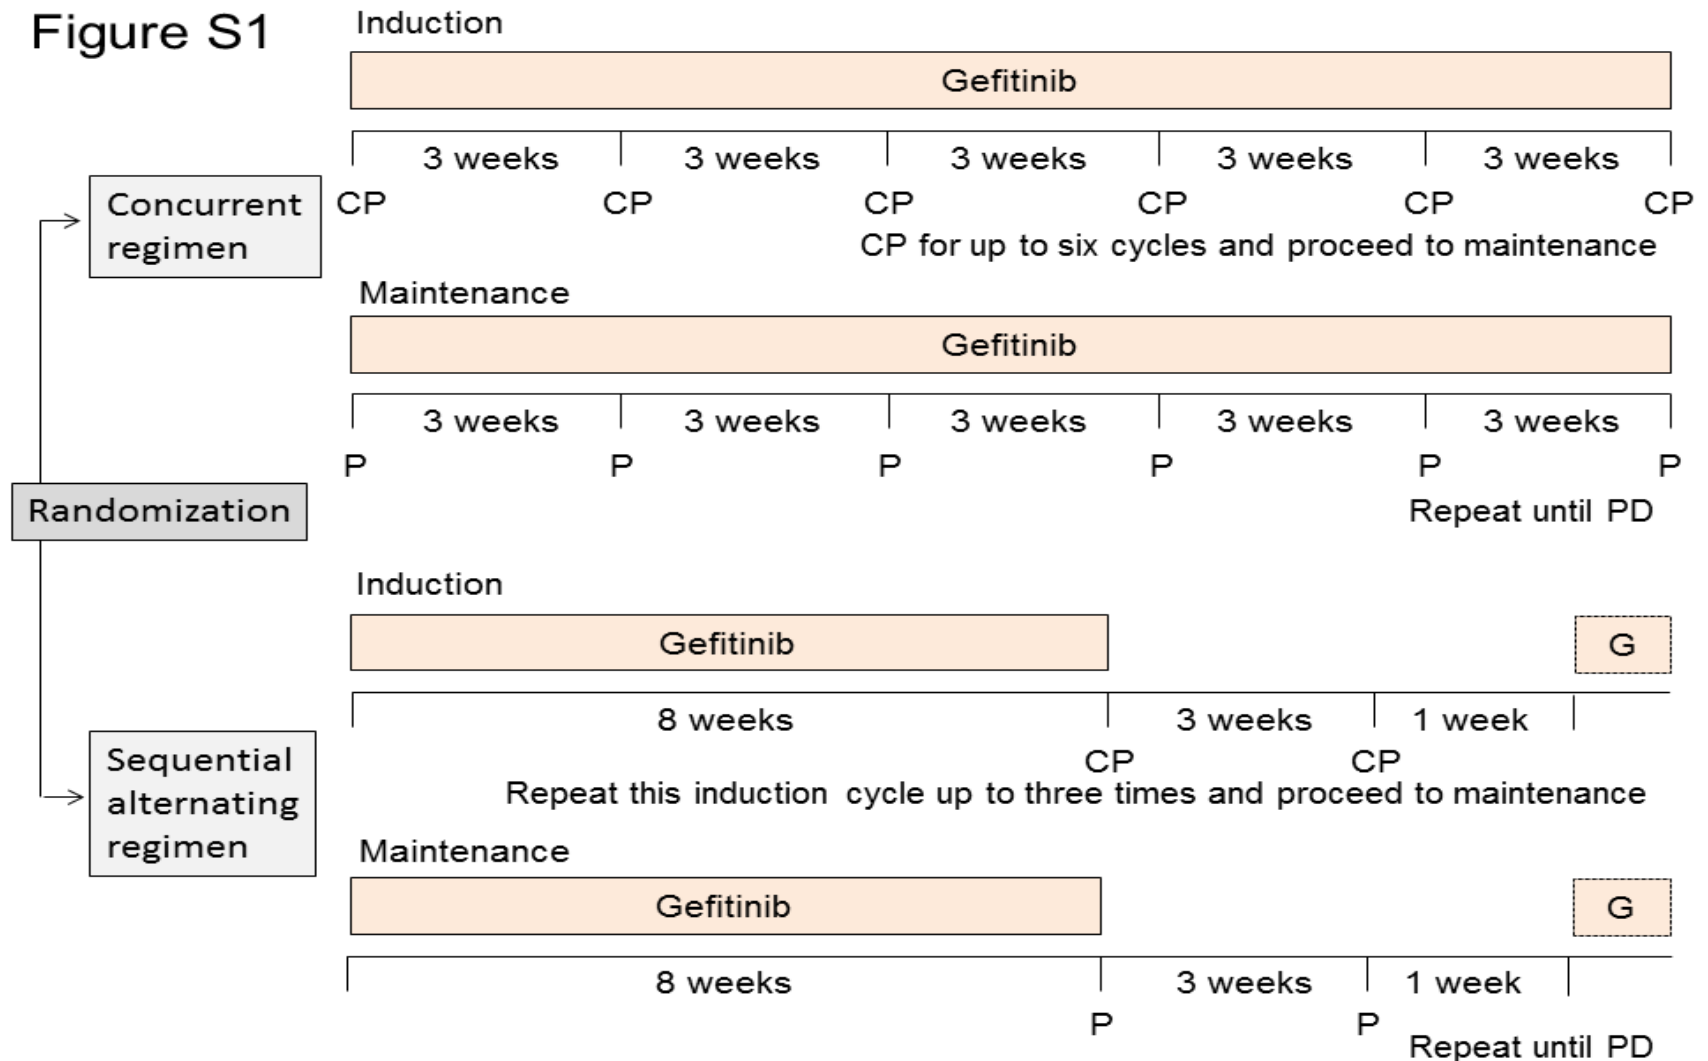 Figure S1
Induction
Gefitinib
3 weeks 3 weeks 3 weeks 3 weeks 3 weeks
CP CP CP CP CP CP
CP for up to six cycles and proceed to maintenance
Concurrent
regimen
Maintenance
Gefitinib
3 weeks 3 weeks 3 weeks 3 weeks 3 weeks
P P P P P P
Repeat until PD
Randomization
Induction
Gefitinib G
8 weeks 3 weeks 1 week
CP CP
Repeat this induction cycle up to three times and proceed to maintenance
Sequential
alternating
regimen
Maintenance
Gefitinib G
8 weeks 3 weeks 1 week
P P
Repeat until PD